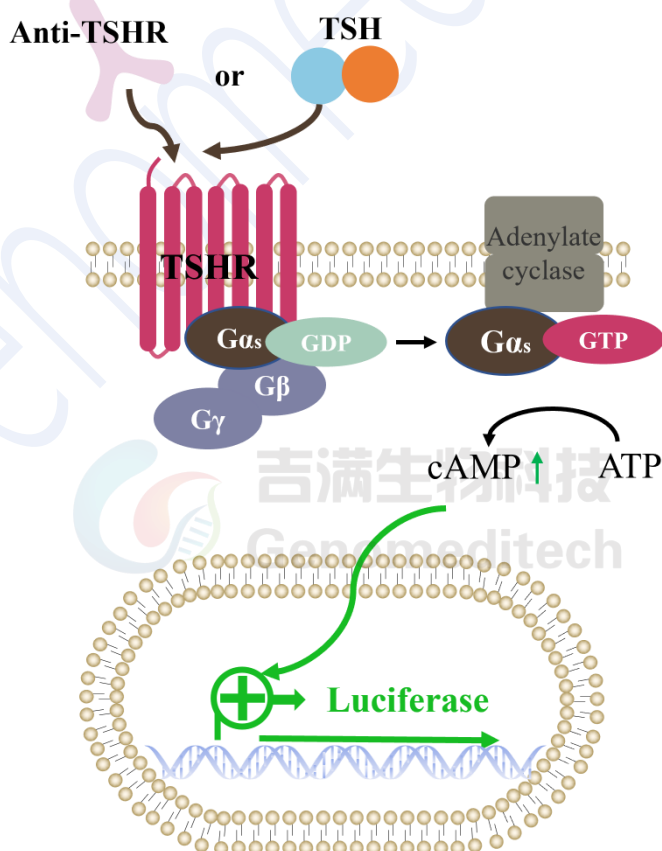 Anti-TSHR
or
TSH
TSHR
Adenylate
cyclase
Gαs
GDP
Gαs
GTP
Gβ
Gγ
cAMP
ATP
吉满生物科技
Genomeditech
Luciferase